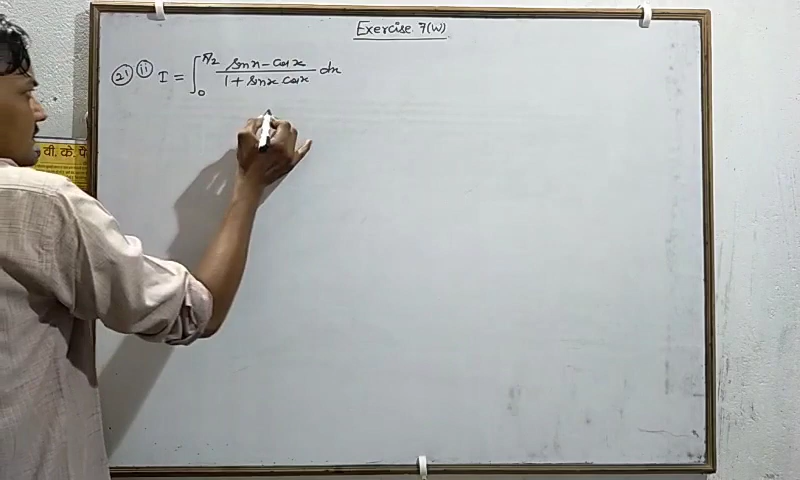 Exercise 7(W)
21 ii I = ∫₀^{π/2} (sinx - cosx)/(1 + sinx cosx) dx
वी. के.